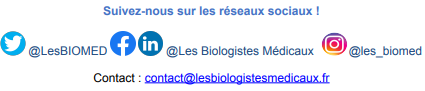 Suivez-nous sur les réseaux sociaux !
@LesBIOMED @Les Biologistes Médicaux @les_biomed
Contact : contact@lesbiologistesmedicaux.fr